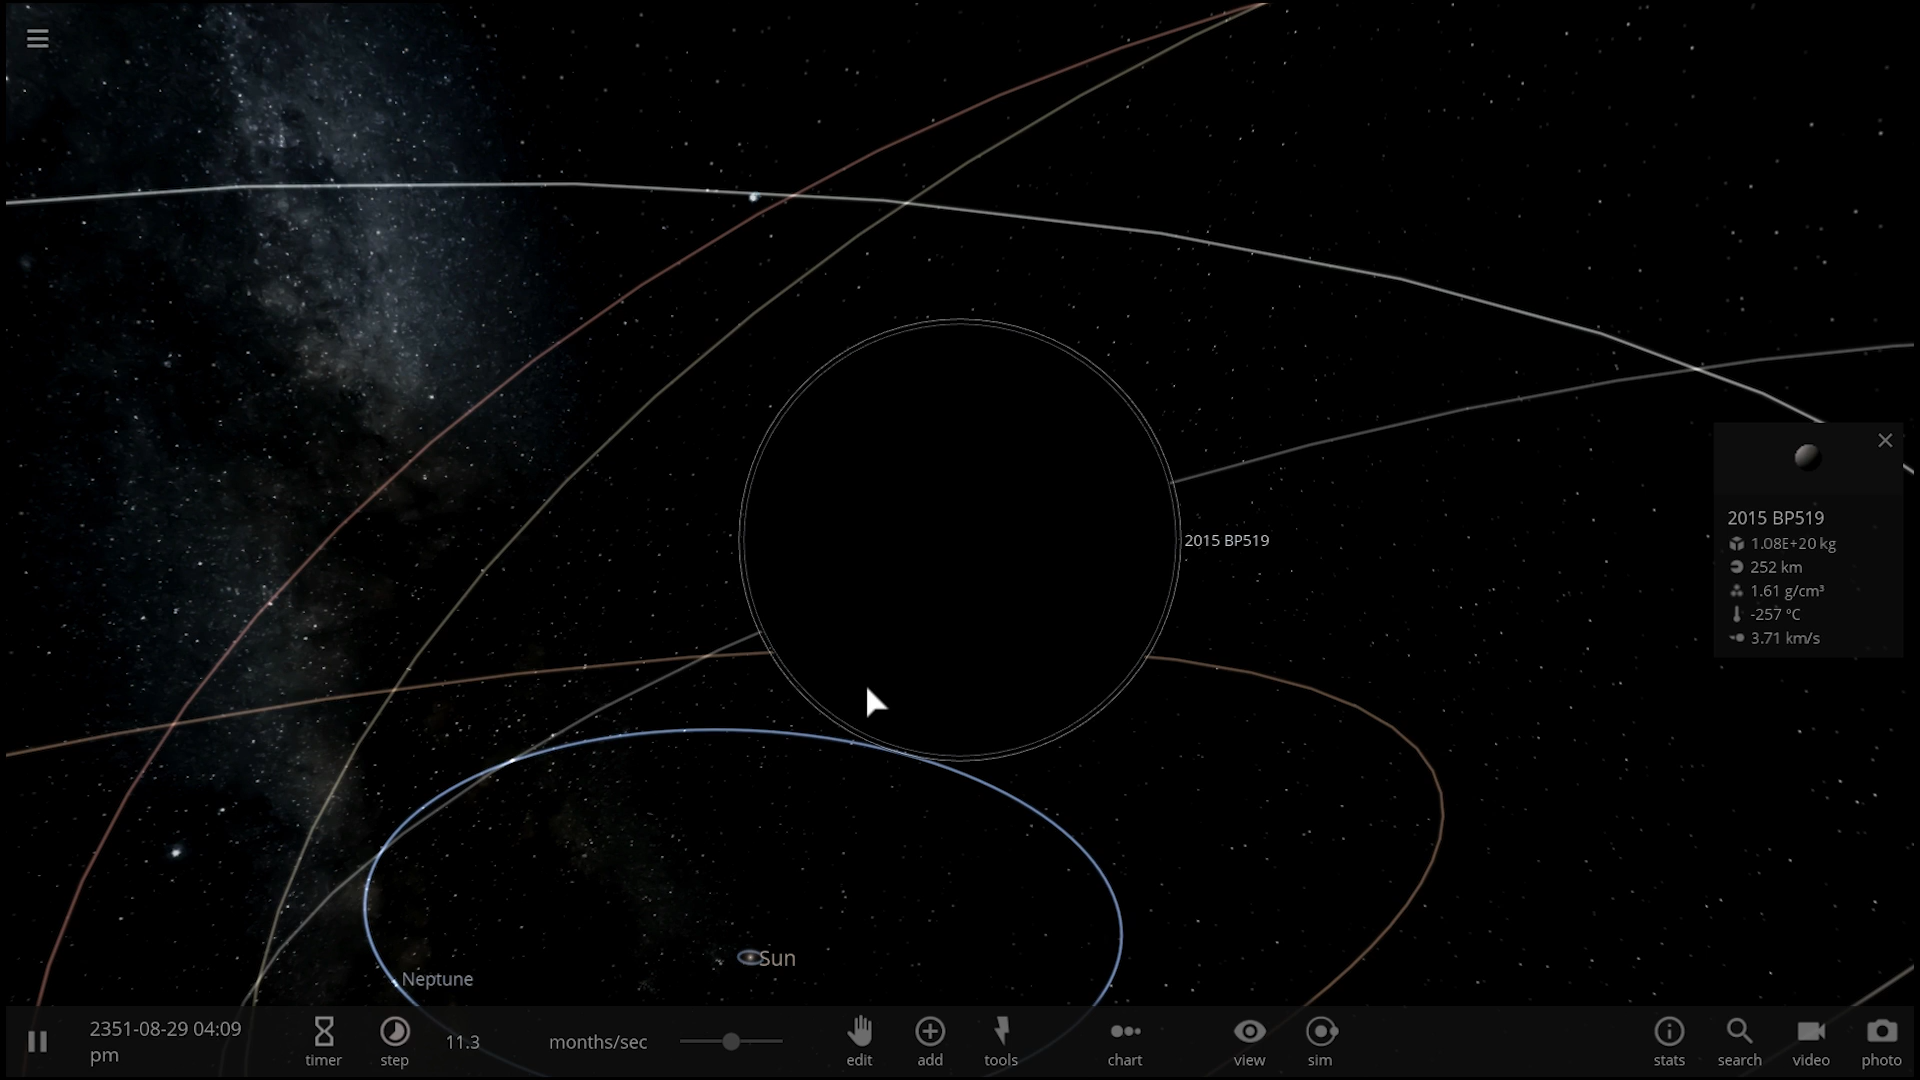 2015 BP519
2015 BP519
1.08E+20 kg
252 km
1.61 g/cm³
-257 °C
3.71 km/s
Sun
Neptune
2351-08-29 04:09
pm
timer
step
11.3
months/sec
edit
add
tools
chart
view
sim
stats
search
video
photo